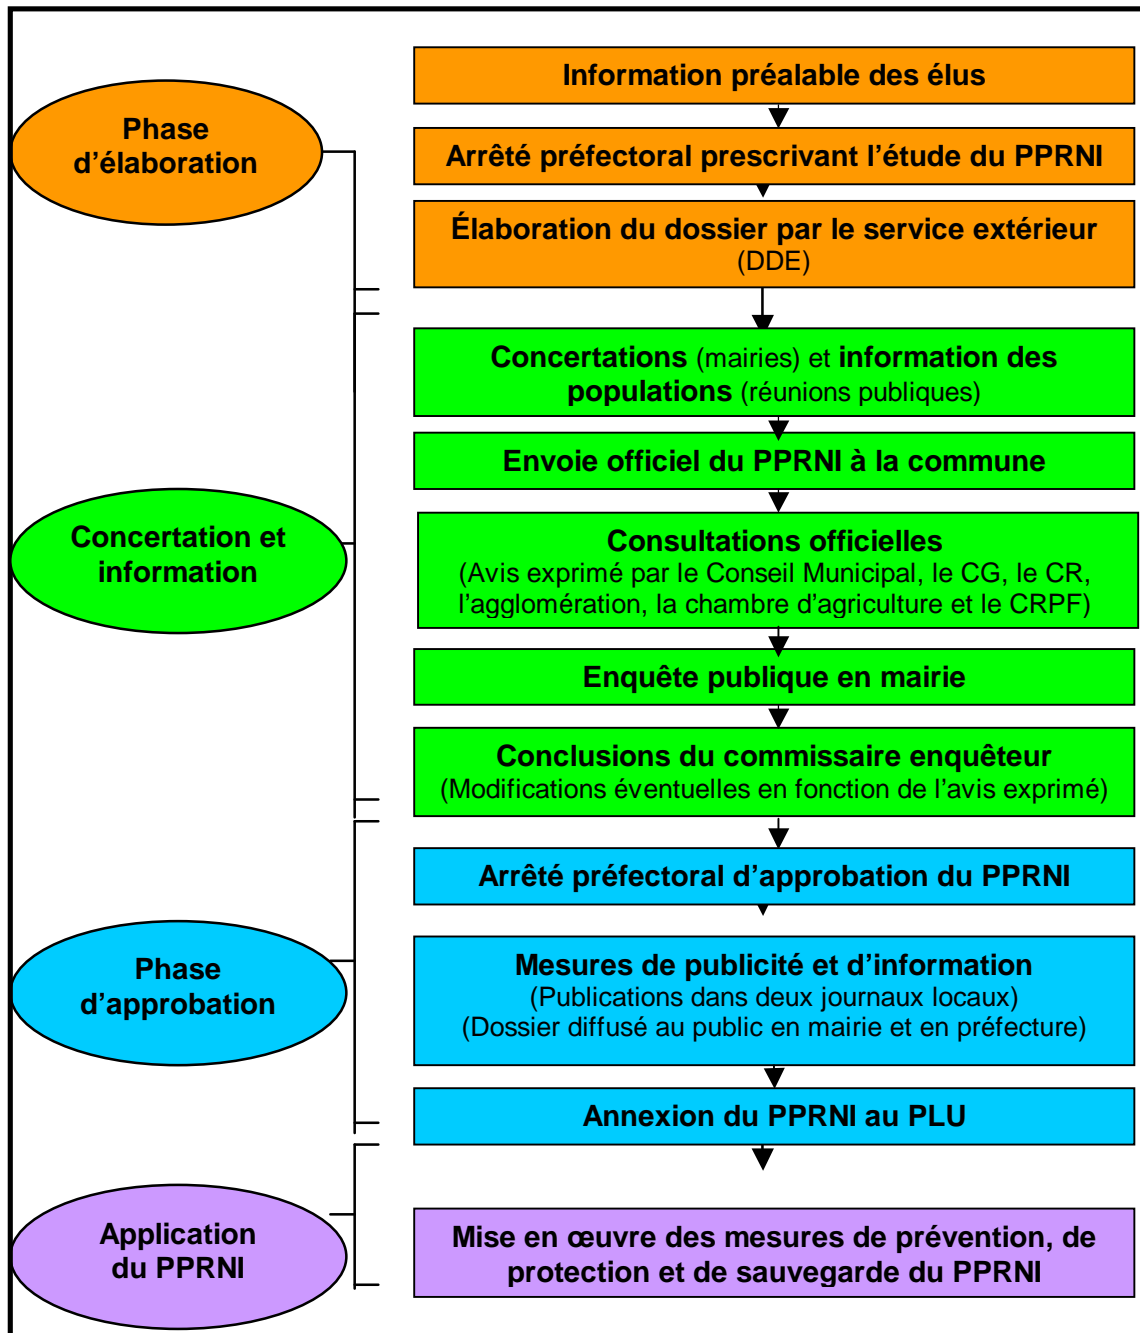 Information préalable des élus
Phase
d’élaboration
Arrêté préfectoral prescrivant l’étude du PPRNI
Élaboration du dossier par le service extérieur
(DDE)
Concertations (mairies) et information des
populations (réunions publiques)
Envoie officiel du PPRNI à la commune
Concertation et
information
Consultations officielles
(Avis exprimé par le Conseil Municipal, le CG, le CR,
l’agglomération, la chambre d’agriculture et le CRPF)
Enquête publique en mairie
Conclusions du commissaire enquêteur
(Modifications éventuelles en fonction de l’avis exprimé)
Arrêté préfectoral d’approbation du PPRNI
Phase
d’approbation
Mesures de publicité et d’information
(Publications dans deux journaux locaux)
(Dossier diffusé au public en mairie et en préfecture)
Annexion du PPRNI au PLU
Application
du PPRNI
Mise en œuvre des mesures de prévention, de
protection et de sauvegarde du PPRNI